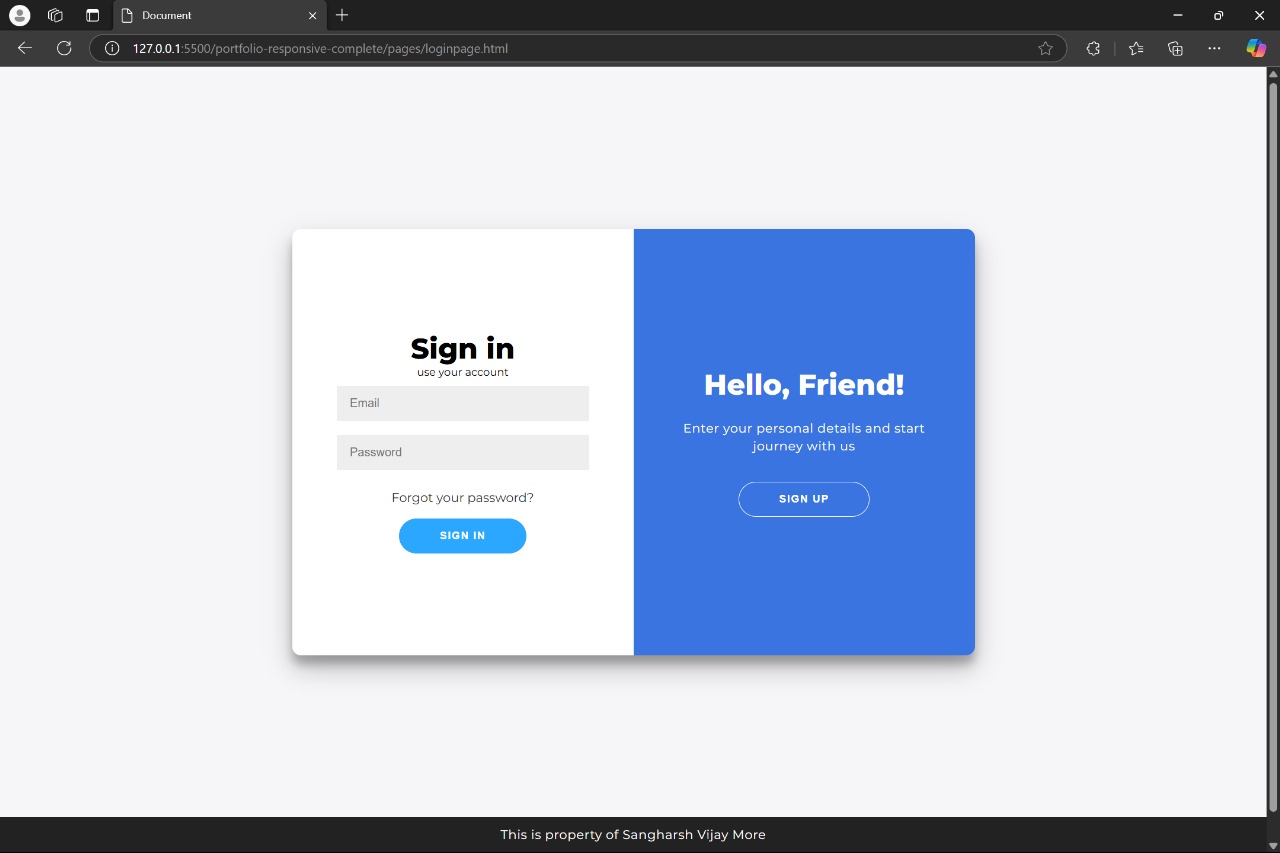 Document
127.0.0.1:5500/portfolio-responsive-complete/pages/loginpage.html
Sign in
use your account
Email
Password
Forgot your password?
SIGN IN
Hello, Friend!
Enter your personal details and start
journey with us
SIGN UP
This is property of Sangharsh Vijay More